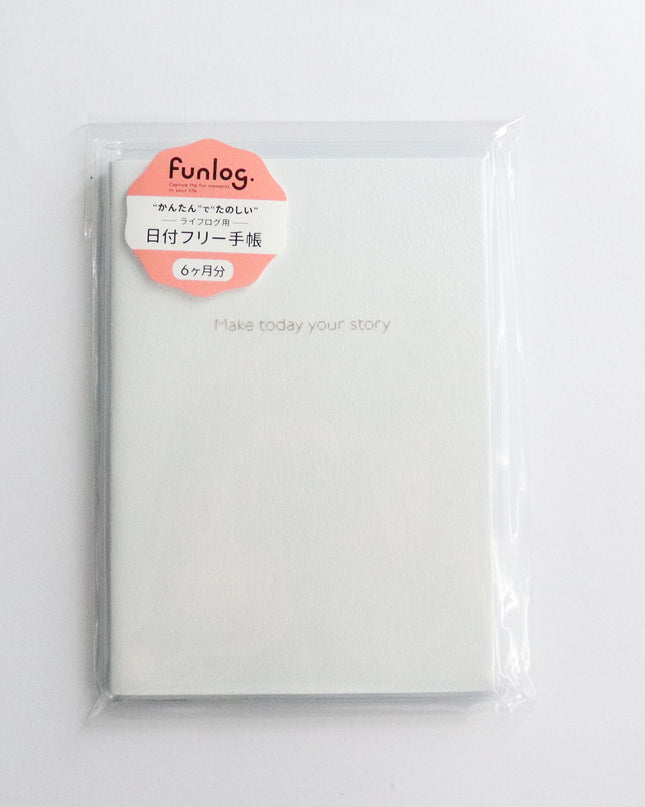 funlog.
Capture the fun moments
in your life
“かんたん”で“たのしい”
ライフログ用
日付フリー手帳
6ヶ月分
Make today your story